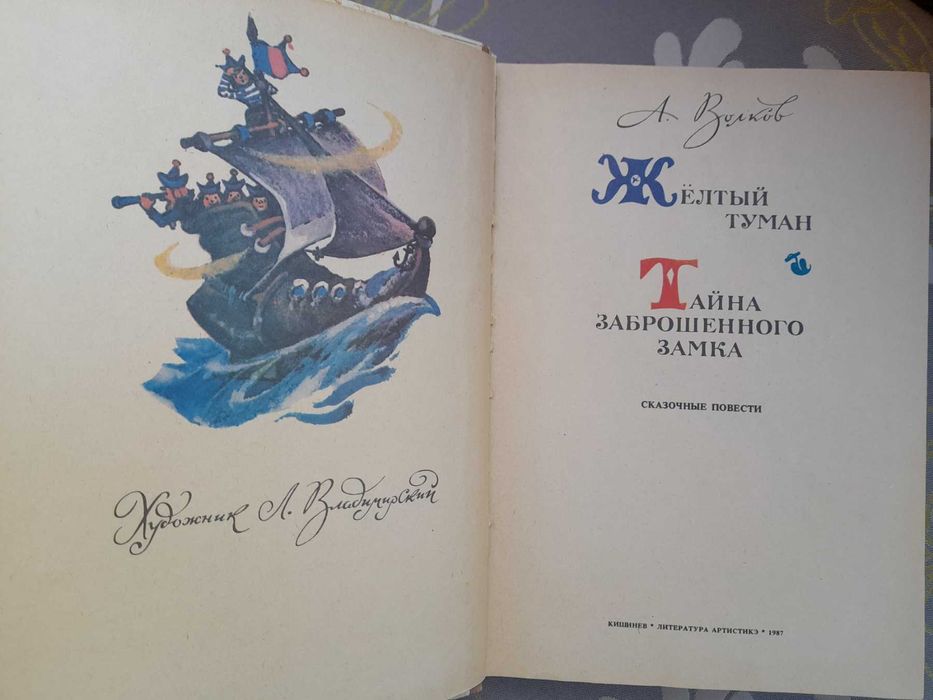 Художник Л. Владимирский
А. Волков
Жёлтый
туман
Тайна
заброшенного
замка
СКАЗОЧНЫЕ ПОВЕСТИ
КИШИНЕВ * ЛИТЕРАТУРА АРТИСТИКЭ * 1987